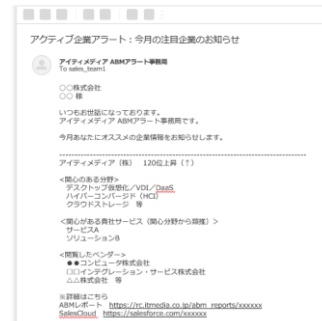 アクティブ企業アラート：今月の注目企業のお知らせ
アイティメディア ABMアラート事務局
To sales_team1
○○株式会社
○○ 様
いつもお世話になっております。
アイティメディア ABMアラート事務局です。
今月あなたにオススメの企業情報をお知らせします。
アイティメディア（株） 120位上昇（↑）
<関心のある分野>
デスクトップ仮想化／VDI／DaaS
ハイパーコンバージド（HCI）
クラウドストレージ 等
<関心がある貴社サービス（関心分野から類推）>
サービスA
ソリューションB
<閲覧したベンダー>
●●コンピュータ株式会社
□□インテグレーション・サービス株式会社
△△株式会社 等
※詳細はこちら
ABMレポート https://rc.itmedia.co.jp/abm_reports/xxxxxx
SalesCloud https://salesforce.com/xxxxxx